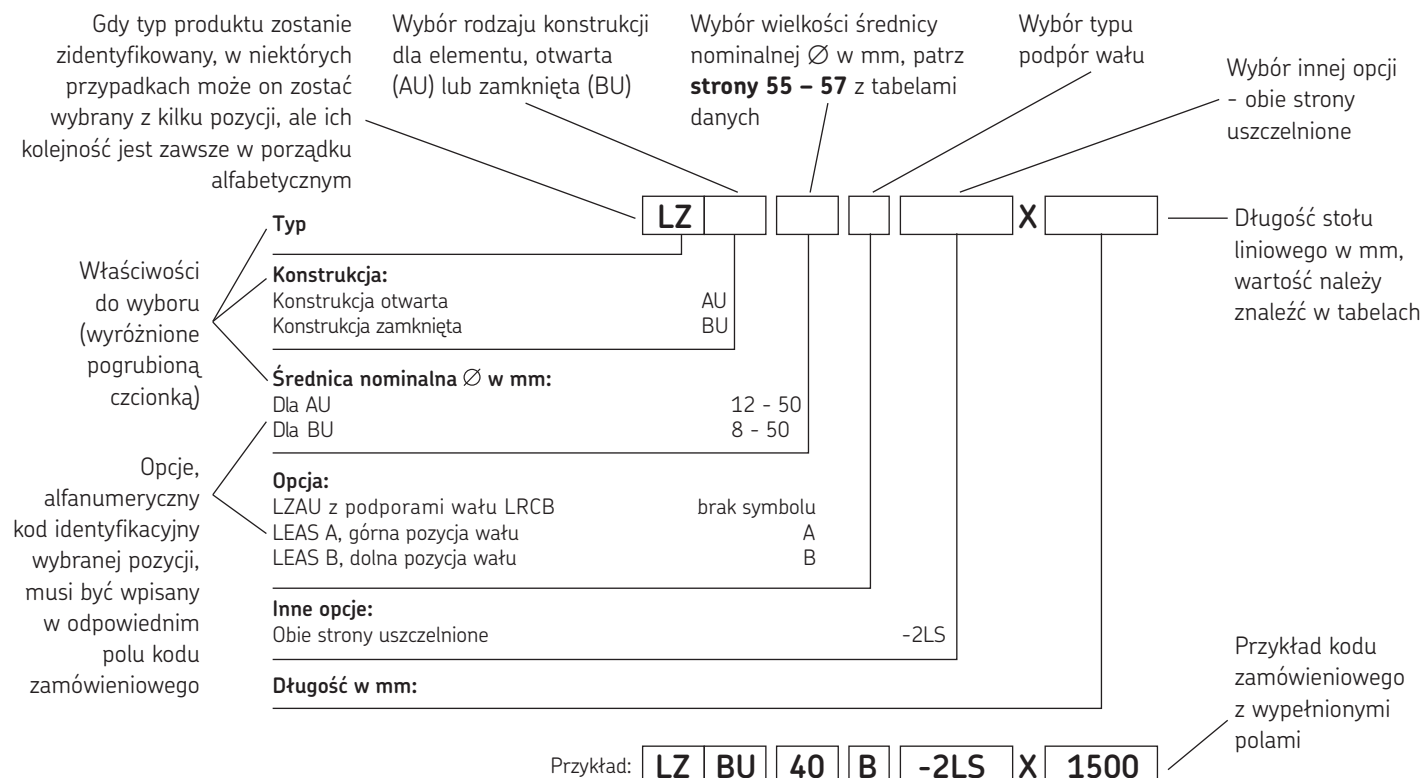 Gdy typ produktu zostanie
zidentyfikowany, w niektórych
przypadkach może on zostać
wybrany z kilku pozycji, ale ich
kolejność jest zawsze w porządku
alfabetycznym
Wybór rodzaju konstrukcji
dla elementu, otwarta
(AU) lub zamknięta (BU)
Wybór wielkości średnicy
nominalnej ∅ w mm, patrz
strony 55 – 57 z tabelami
danych
Wybór typu
podpór wału
Wybór innej opcji
- obie strony
uszczelnione
LZ X
Długość stołu
liniowego w mm,
wartość należy
znaleźć w tabelach
Właściwości
do wyboru
(wyróżnione
pogrubioną
czcionką)
Typ
Konstrukcja:
Konstrukcja otwarta AU
Konstrukcja zamknięta BU
Średnica nominalna ∅ w mm:
Dla AU 12 - 50
Dla BU 8 - 50
Opcje,
alfanumeryczny
kod identyfikacyjny
wybranej pozycji,
musi być wpisany
w odpowiednim
polu kodu
zamówieniowego
Opcja:
LZAU z podporami wału LRCB brak symbolu
LEAS A, górna pozycja wału A
LEAS B, dolna pozycja wału B
Inne opcje:
Obie strony uszczelnione -2LS
Długość w mm:
Przykład kodu
zamówieniowego
z wypełnionymi
polami
Przykład: LZ BU 40 B -2LS X 1500